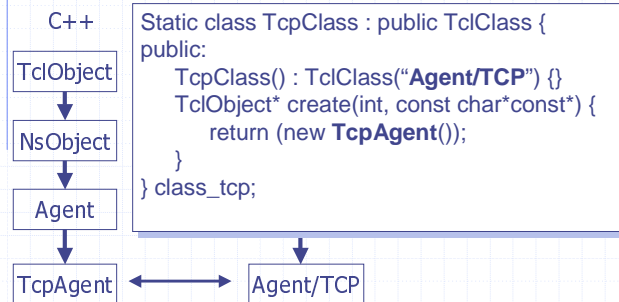 C++
Static class TcpClass : public TclClass {
public:
TcpClass() : TclClass(“Agent/TCP”) {}
TclObject* create(int, const char*const*) {
return (new TcpAgent());
}
} class_tcp;
TclObject
NsObject
Agent
TcpAgent
Agent/TCP